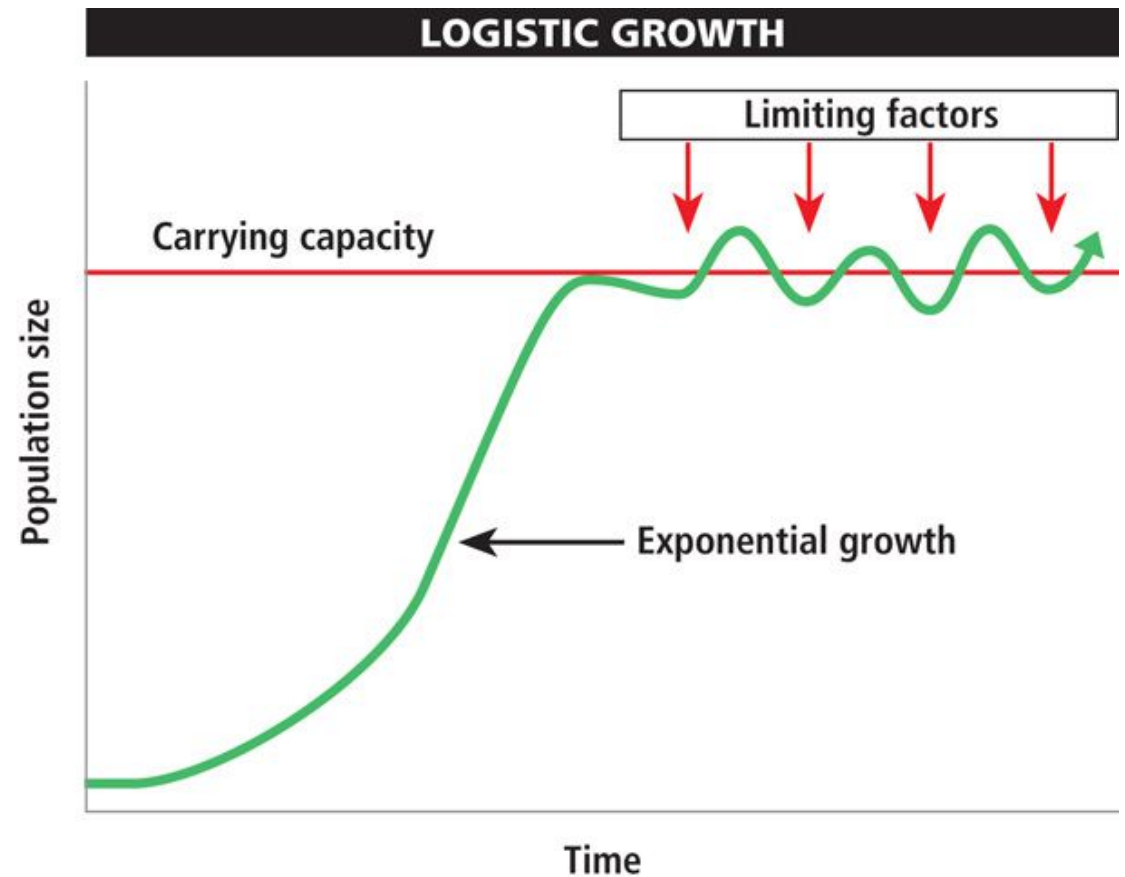 LOGISTIC GROWTH
Limiting factors
Carrying capacity
Population size
Exponential growth
Time